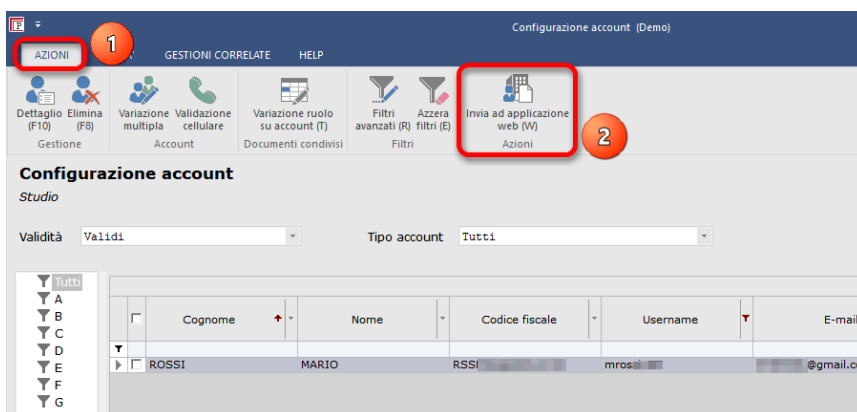 Configurazione account (Demo)
AZIONI
GESTIONI CORRELATE
HELP
1
Dettaglio (F10)
Elimina (F8)
Variazione multipla
Validazione cellulare
Variazione ruolo su account (T)
Filtri avanzati (R)
Azzera filtri (E)
Invia ad applicazione web (W)
2
Gestione
Account
Documenti condivisi
Filtri
Azioni
Configurazione account
Studio
Validità Validi Tipo account Tutti
Tutti
A
B
C
D
E
F
G
Cognome Nome Codice fiscale Username E-mail
ROSSI MARIO RSS mros @gmail.co